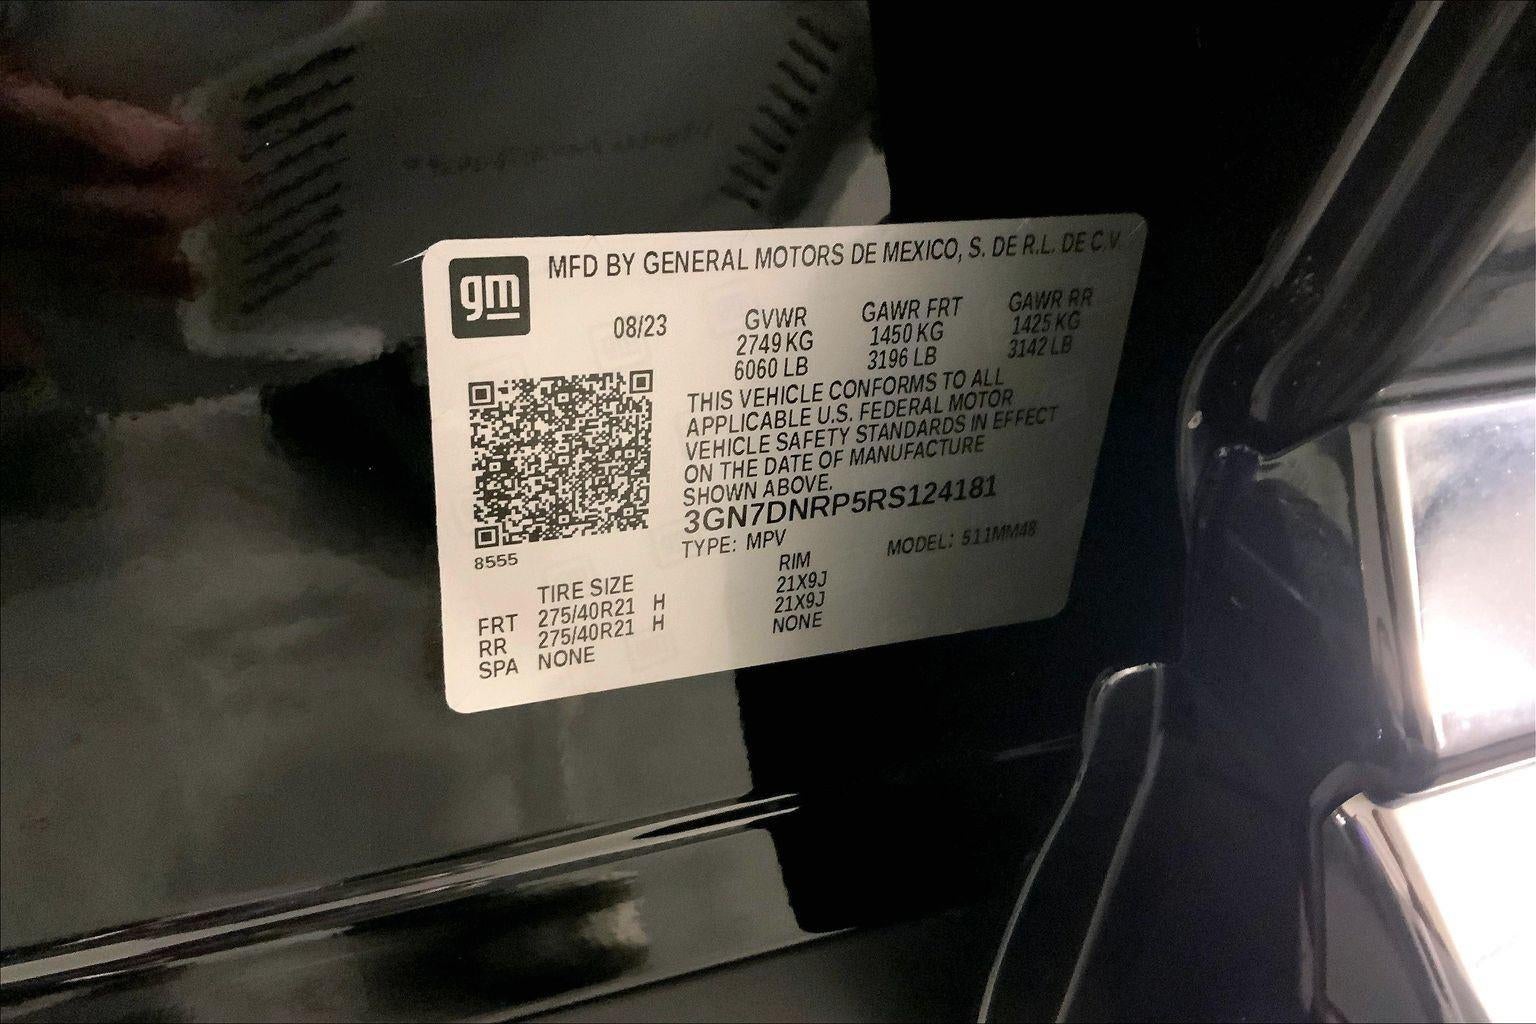 gm
MFD BY GENERAL MOTORS DE MEXICO, S. DE R.L. DE C.V.
08/23
GVWR GAWR FRT GAWR RR
2749 KG 1450 KG 1425 KG
6060 LB 3196 LB 3142 LB
THIS VEHICLE CONFORMS TO ALL
APPLICABLE U.S. FEDERAL MOTOR
VEHICLE SAFETY STANDARDS IN EFFECT
ON THE DATE OF MANUFACTURE
SHOWN ABOVE.
3GN7DNRP5RS124181
8555
TYPE: MPV MODEL: 511MM48
TIRE SIZE RIM
FRT 275/40R21 H 21X9J
RR 275/40R21 H 21X9J
SPA NONE NONE